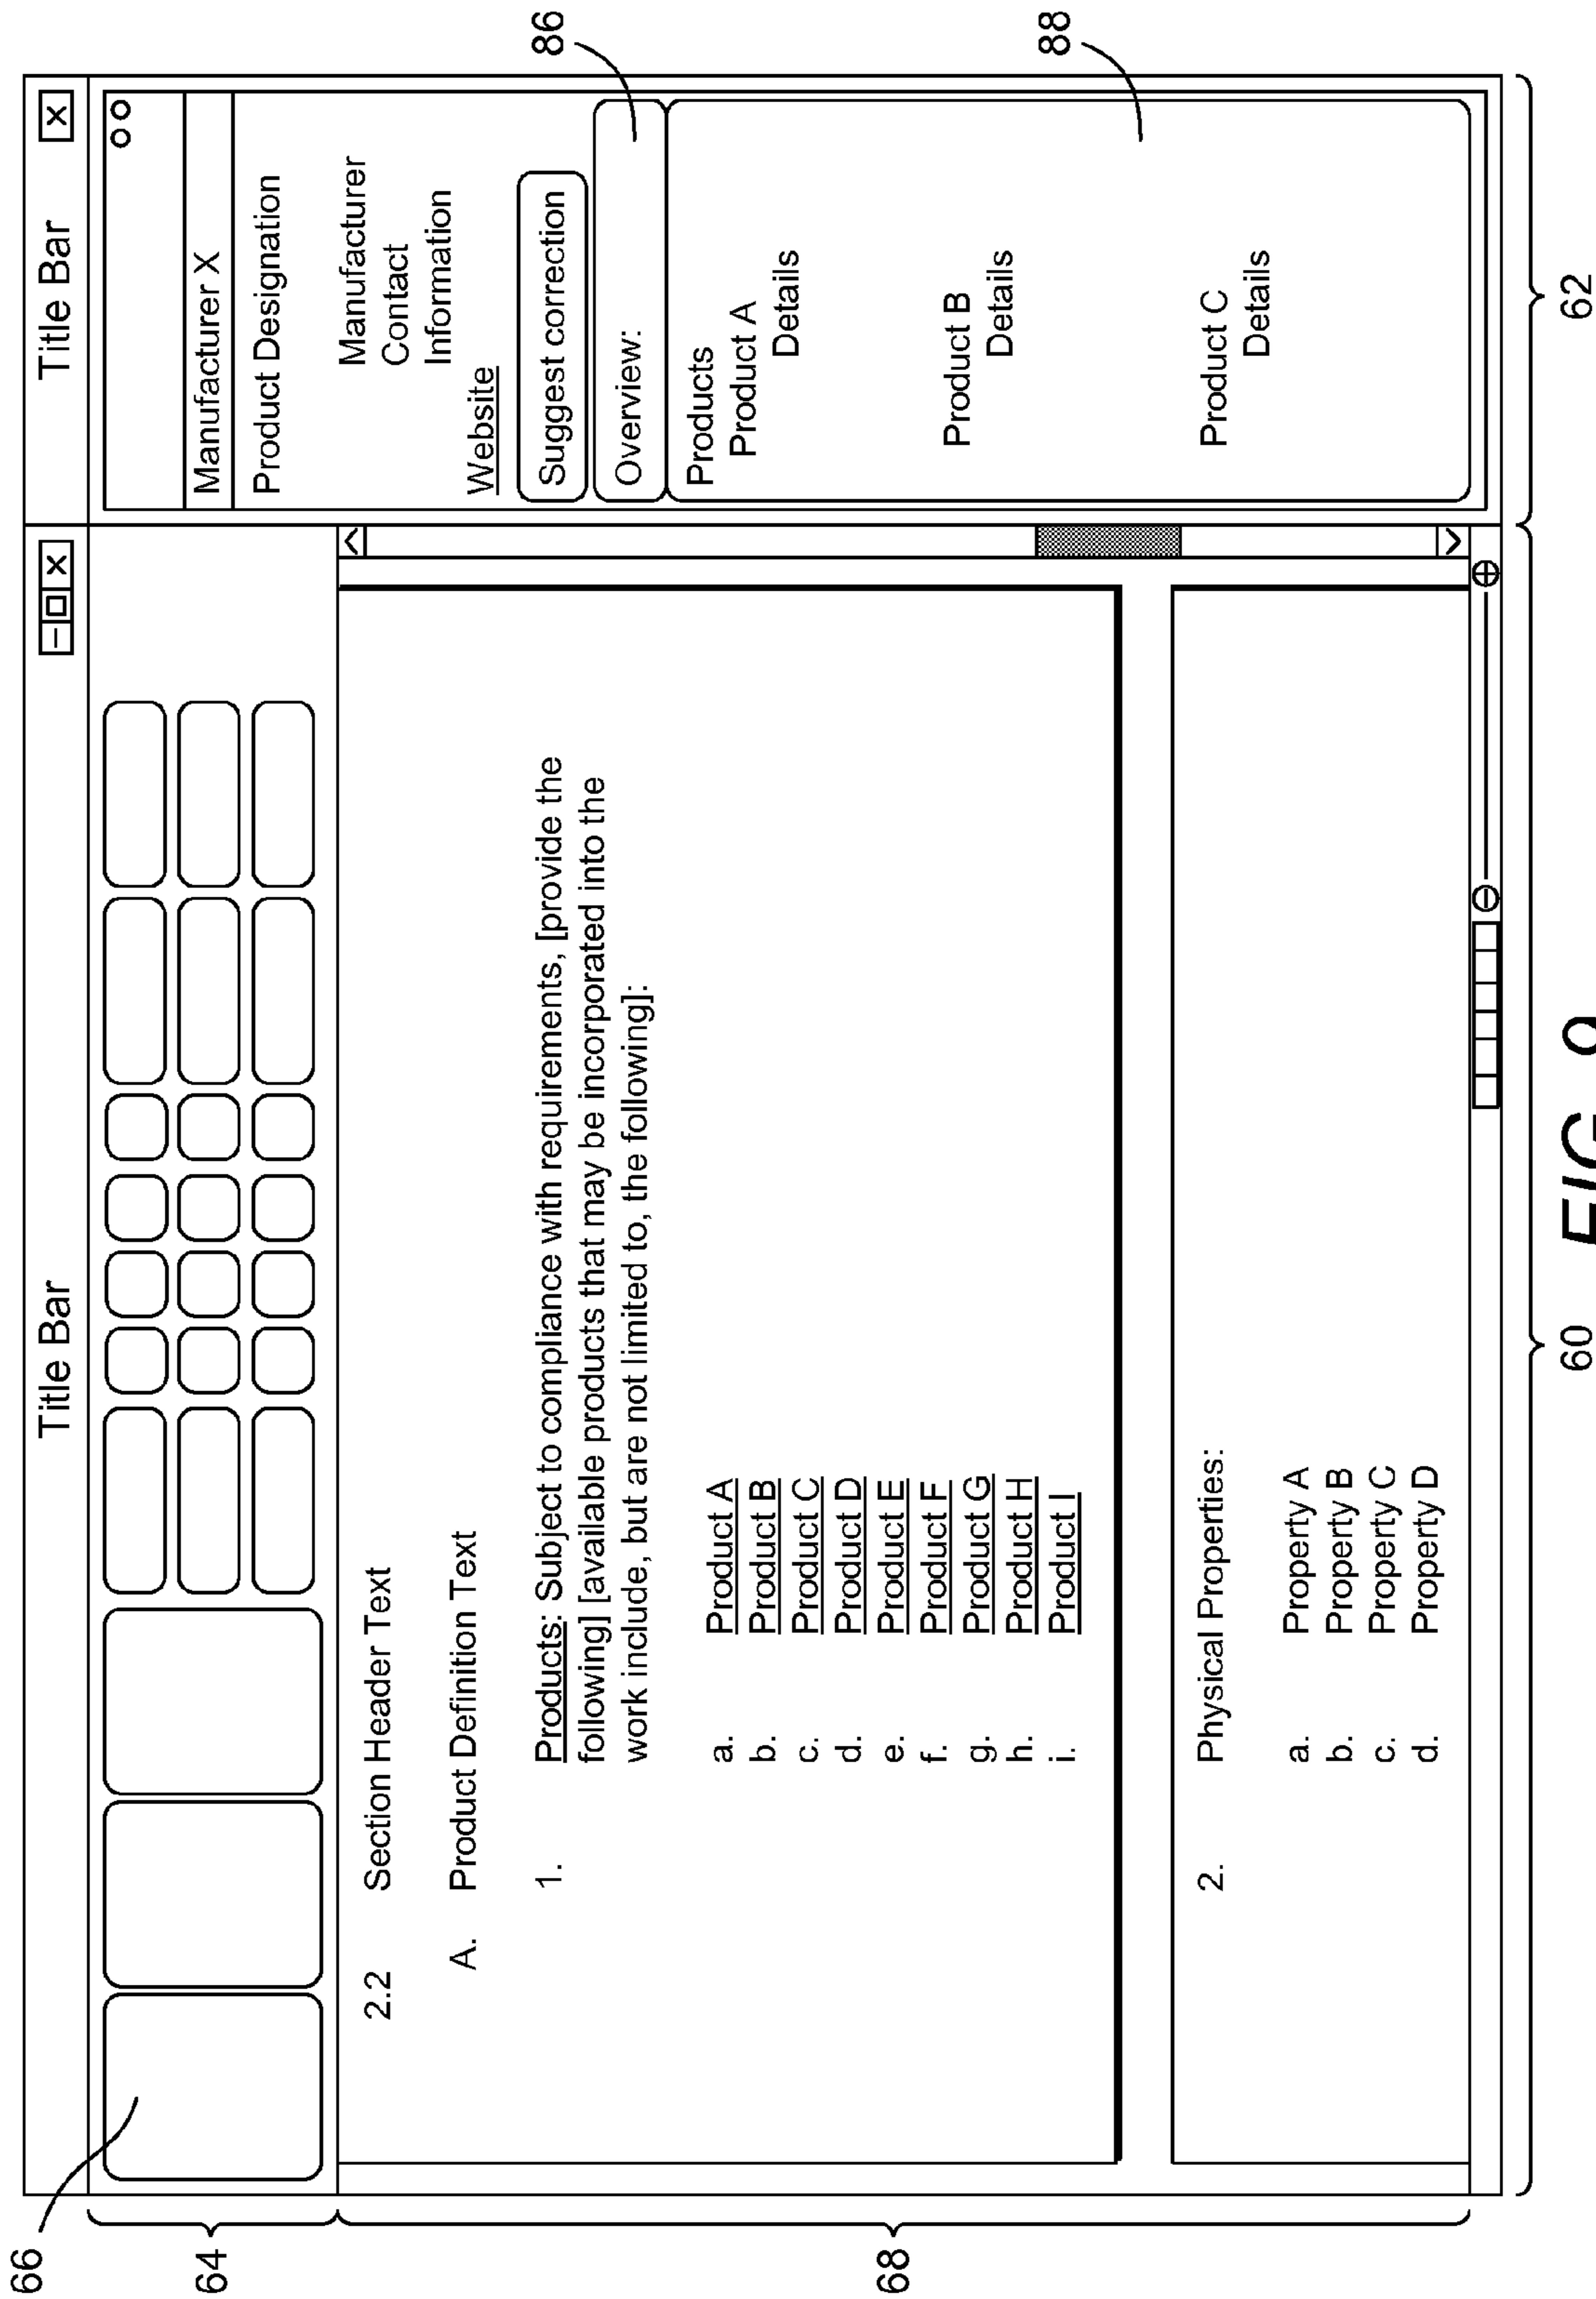 Title Bar
Title Bar
66
64
Manufacturer X
Product Designation
Manufacturer
Contact
Information
Website
Suggest correction
Overview:
86
Products
Product A
Details
Product B
Details
Product C
Details
88
2.2 Section Header Text
A. Product Definition Text
1. Products: Subject to compliance with requirements, [provide the
following] [available products that may be incorporated into the
work include, but are not limited to, the following]:
a. Product A
b. Product B
c. Product C
d. Product D
e. Product E
f. Product F
g. Product G
h. Product H
i. Product I
68
2. Physical Properties:
a. Property A
b. Property B
c. Property C
d. Property D
60
62
FIG.